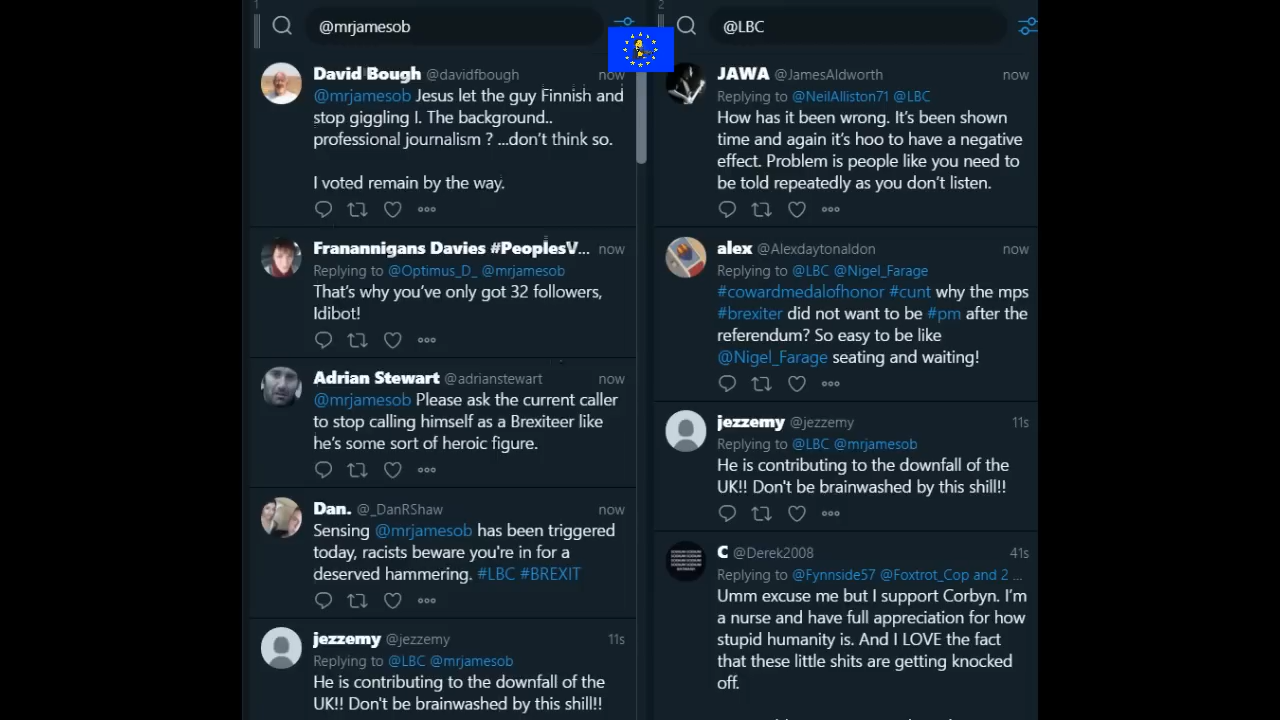 1
@mrjamesob
David Bough @davidfbough now
@mrjamesob Jesus let the guy Finnish and
stop giggling I. The background..
professional journalism ? ...don't think so.
I voted remain by the way.
Franannigans Davies #PeoplesV... now
Replying to @Optimus_D_ @mrjamesob
That's why you've only got 32 followers,
Idibot!
Adrian Stewart @adrianstewart now
@mrjamesob Please ask the current caller
to stop calling himself as a Brexiteer like
he's some sort of heroic figure.
Dan. @_DanRShaw now
Sensing @mrjamesob has been triggered
today, racists beware you're in for a
deserved hammering. #LBC #BREXIT
jezzemy @jezzemy 11s
Replying to @LBC @mrjamesob
He is contributing to the downfall of the
UK!! Don't be brainwashed by this shill!!
2
@LBC
JAWA @JamesAldworth now
Replying to @NeilAlliston71 @LBC
How has it been wrong. It's been shown
time and again it's hoo to have a negative
effect. Problem is people like you need to
be told repeatedly as you don't listen.
alex @Alexdaytonaldon now
Replying to @LBC @Nigel_Farage
#cowardmedalofhonor #cunt why the mps
#brexiter did not want to be #pm after the
referendum? So easy to be like
@Nigel_Farage seating and waiting!
jezzemy @jezzemy 11s
Replying to @LBC @mrjamesob
He is contributing to the downfall of the
UK!! Don't be brainwashed by this shill!!
C @Derek2008 41s
Replying to @Fynnside57 @Foxtrot_Cop and 2 ...
Umm excuse me but I support Corbyn. I'm
a nurse and have full appreciation for how
stupid humanity is. And I LOVE the fact
that these little shits are getting knocked
off.